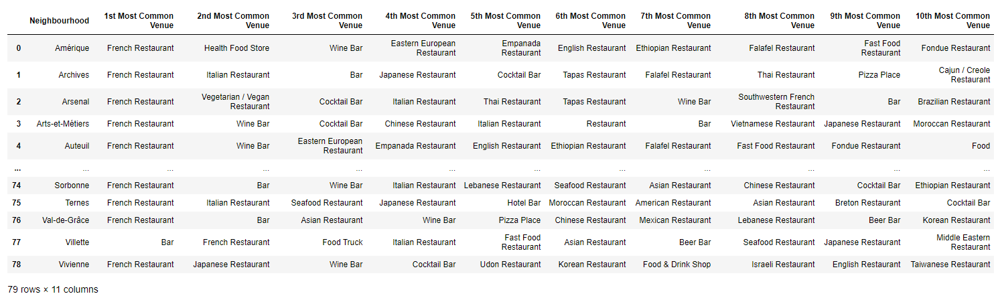 Neighbourhood 1st Most Common Venue 2nd Most Common Venue 3rd Most Common Venue 4th Most Common Venue 5th Most Common Venue 6th Most Common Venue 7th Most Common Venue 8th Most Common Venue 9th Most Common Venue 10th Most Common Venue
0 Amérique French Restaurant Health Food Store Wine Bar Eastern European Restaurant Empanada Restaurant English Restaurant Ethiopian Restaurant Falafel Restaurant Fast Food Restaurant Fondue Restaurant
1 Archives French Restaurant Italian Restaurant Bar Japanese Restaurant Cocktail Bar Tapas Restaurant Falafel Restaurant Thai Restaurant Pizza Place Cajun / Creole Restaurant
2 Arsenal French Restaurant Vegetarian / Vegan Restaurant Cocktail Bar Italian Restaurant Thai Restaurant Tapas Restaurant Wine Bar Southwestern French Restaurant Bar Brazilian Restaurant
3 Arts-et-Métiers French Restaurant Wine Bar Cocktail Bar Chinese Restaurant Italian Restaurant Restaurant Bar Vietnamese Restaurant Japanese Restaurant Moroccan Restaurant
4 Auteuil French Restaurant Wine Bar Eastern European Restaurant Empanada Restaurant English Restaurant Ethiopian Restaurant Falafel Restaurant Fast Food Restaurant Fondue Restaurant Food
... ... ... ... ... ... ... ... ... ... ... ...
74 Sorbonne French Restaurant Bar Wine Bar Italian Restaurant Lebanese Restaurant Seafood Restaurant Asian Restaurant Chinese Restaurant Cocktail Bar Ethiopian Restaurant
75 Ternes French Restaurant Italian Restaurant Seafood Restaurant Japanese Restaurant Hotel Bar Moroccan Restaurant American Restaurant Asian Restaurant Breton Restaurant Cocktail Bar
76 Val-de-Grâce French Restaurant Bar Asian Restaurant Wine Bar Pizza Place Chinese Restaurant Mexican Restaurant Lebanese Restaurant Beer Bar Korean Restaurant
77 Villette Bar French Restaurant Food Truck Italian Restaurant Fast Food Restaurant Asian Restaurant Beer Bar Seafood Restaurant Japanese Restaurant Middle Eastern Restaurant
78 Vivienne French Restaurant Japanese Restaurant Wine Bar Cocktail Bar Udon Restaurant Korean Restaurant Food & Drink Shop Israeli Restaurant English Restaurant Taiwanese Restaurant
79 rows × 11 columns